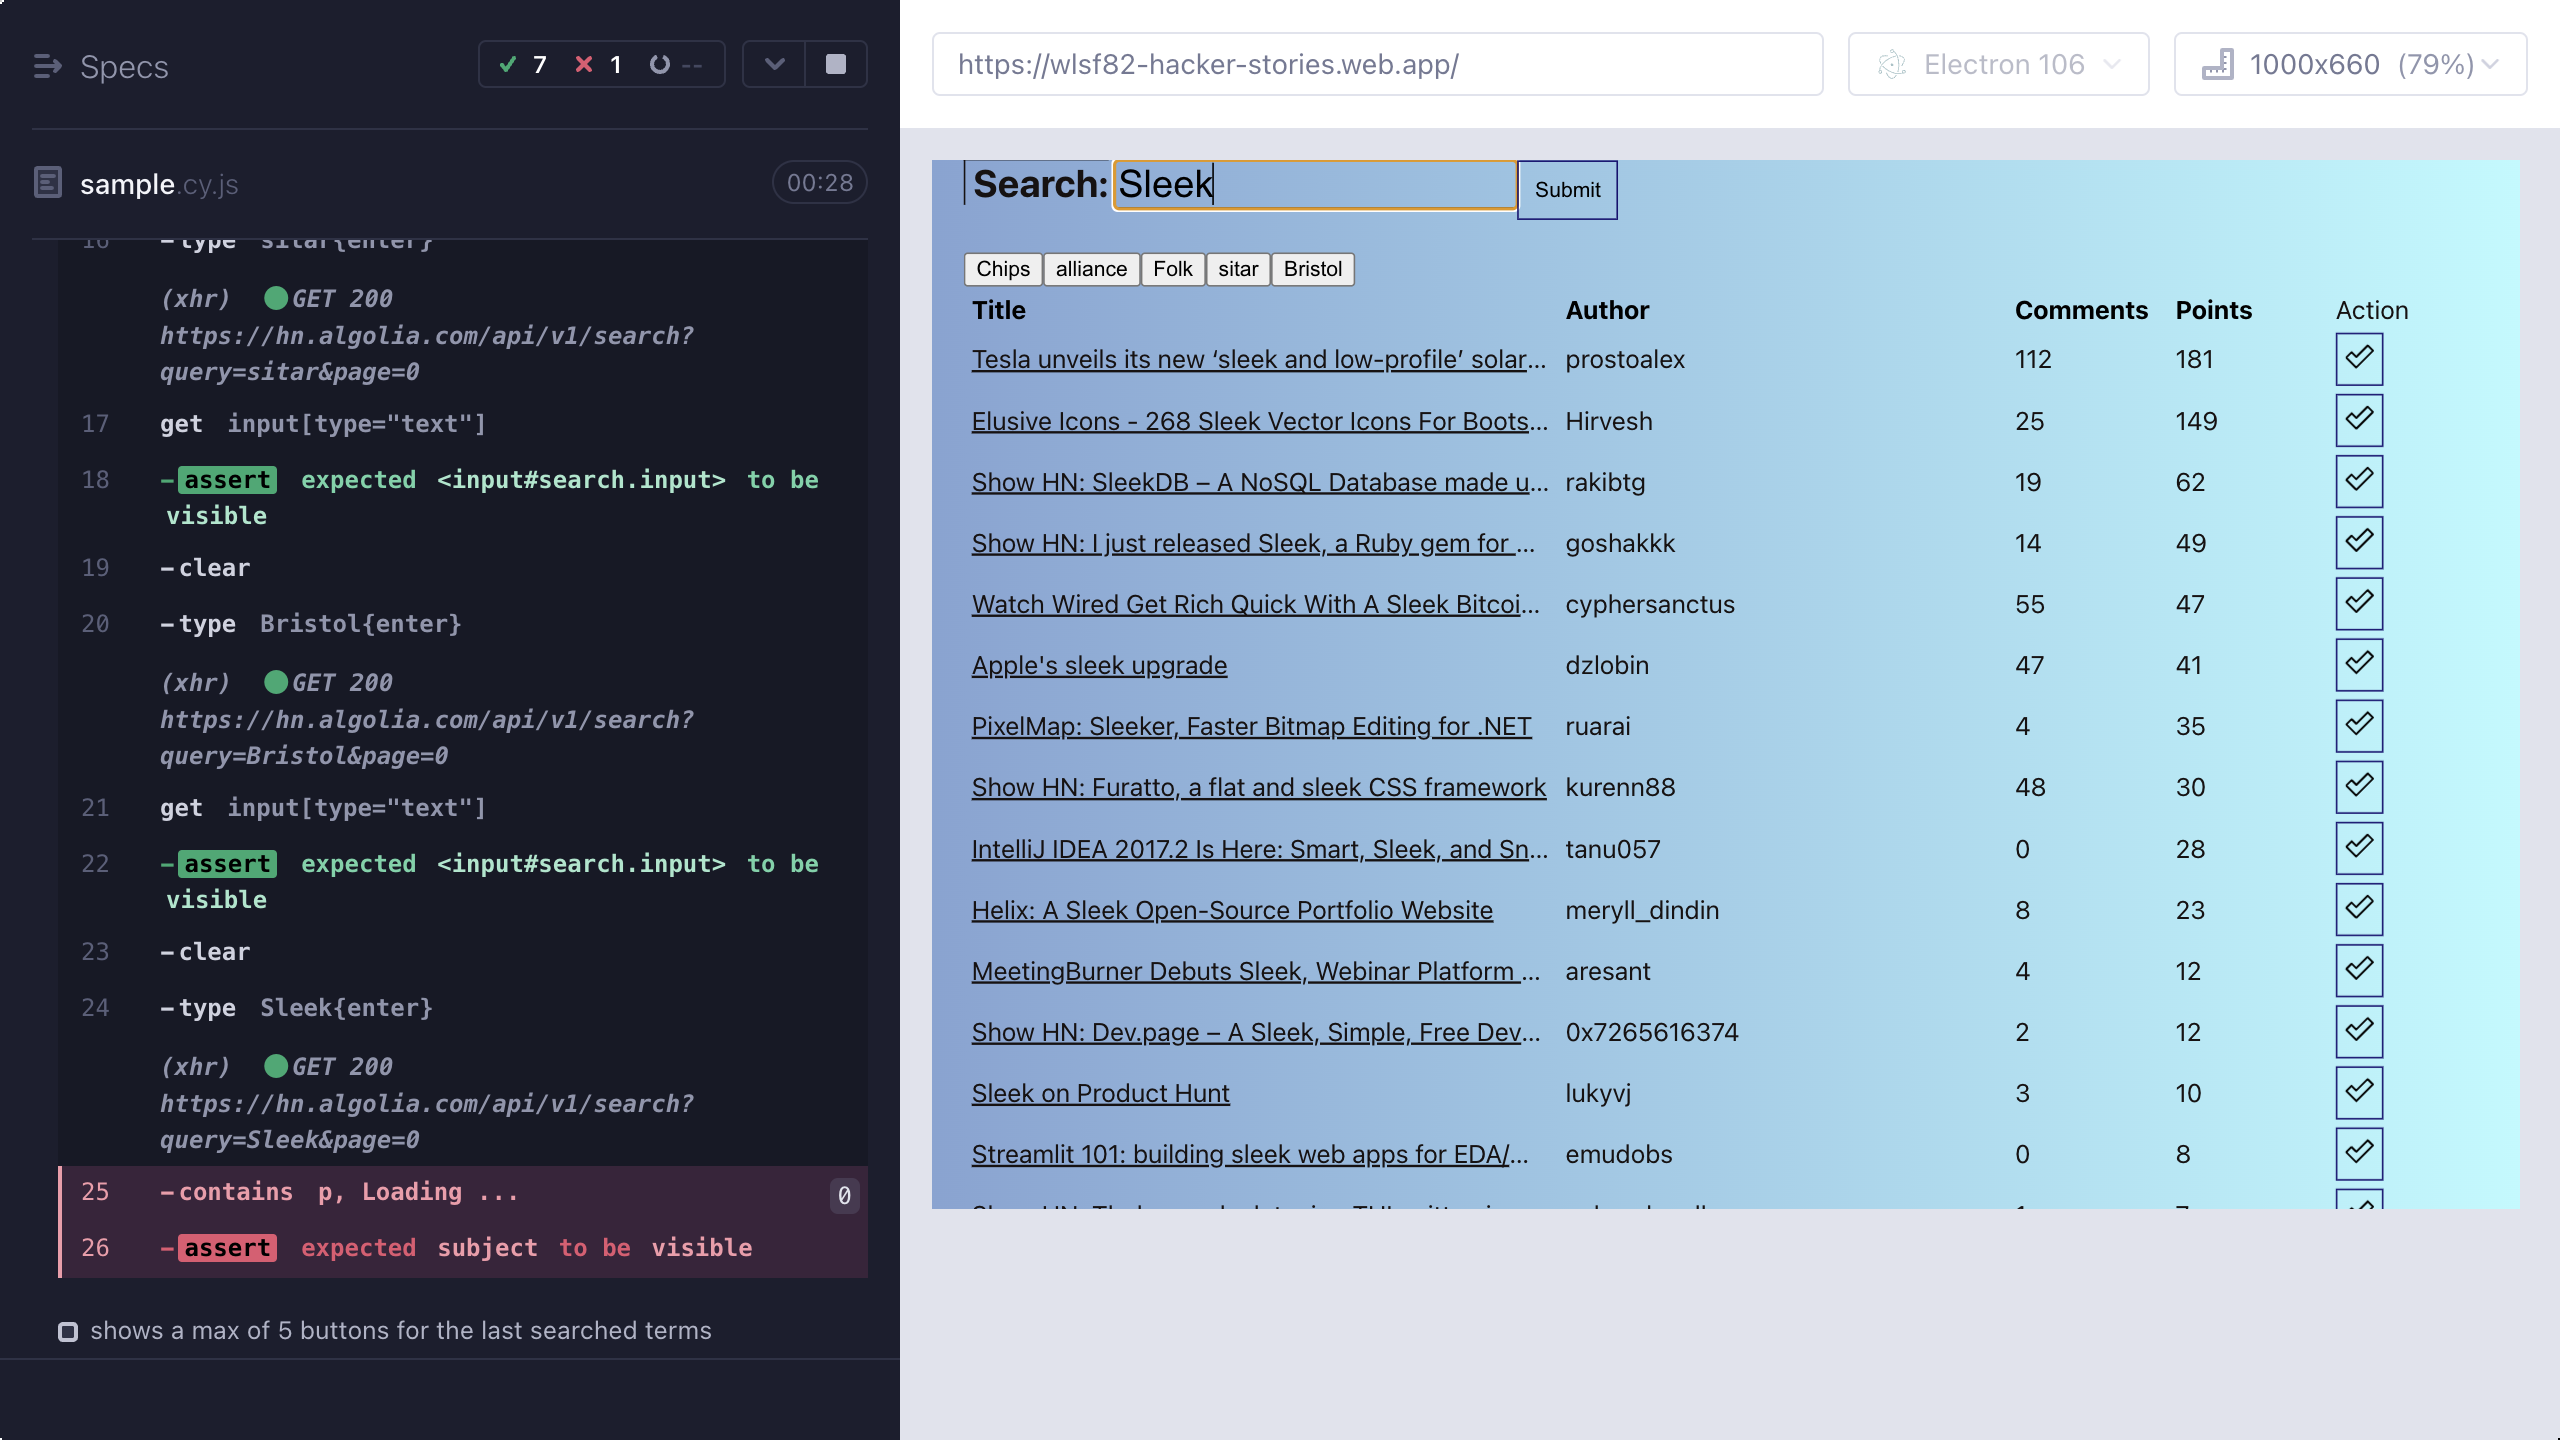 Specs
7 1 --
sample.cy.js
00:28
16 -type sitar{enter}
(xhr) GET 200
https://hn.algolia.com/api/v1/search?
query=sitar&page=0
17 get input[type="text"]
18 -assert expected <input#search.input> to be
visible
19 -clear
20 -type Bristol{enter}
(xhr) GET 200
https://hn.algolia.com/api/v1/search?
query=Bristol&page=0
21 get input[type="text"]
22 -assert expected <input#search.input> to be
visible
23 -clear
24 -type Sleek{enter}
(xhr) GET 200
https://hn.algolia.com/api/v1/search?
query=Sleek&page=0
25 -contains p, Loading ... 0
26 -assert expected subject to be visible
shows a max of 5 buttons for the last searched terms
https://wlsf82-hacker-stories.web.app/
Electron 106
1000x660 (79%)
Search: Sleek Submit
Chips alliance Folk sitar Bristol
Title Author Comments Points Action
Tesla unveils its new ‘sleek and low-profile’ solar... prostoalex 112 181
Elusive Icons - 268 Sleek Vector Icons For Boots... Hirvesh 25 149
Show HN: SleekDB – A NoSQL Database made u... rakibtg 19 62
Show HN: I just released Sleek, a Ruby gem for ... goshakkk 14 49
Watch Wired Get Rich Quick With A Sleek Bitcoi... cyphersanctus 55 47
Apple's sleek upgrade dzlobin 47 41
PixelMap: Sleeker, Faster Bitmap Editing for .NET ruarai 4 35
Show HN: Furatto, a flat and sleek CSS framework kurenn88 48 30
IntelliJ IDEA 2017.2 Is Here: Smart, Sleek, and Sn... tanu057 0 28
Helix: A Sleek Open-Source Portfolio Website meryll_dindin 8 23
MeetingBurner Debuts Sleek, Webinar Platform ... aresant 4 12
Show HN: Dev.page – A Sleek, Simple, Free Dev... 0x7265616374 2 12
Sleek on Product Hunt lukyvj 3 10
Streamlit 101: building sleek web apps for EDA/... emudobs 0 8